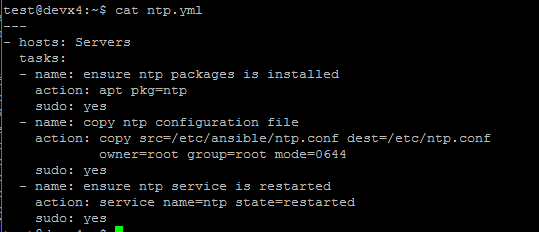 test@devx4:~$ cat ntp.yml
---
- hosts: Servers
  tasks:
  - name: ensure ntp packages is installed
    action: apt pkg=ntp
    sudo: yes
  - name: copy ntp configuration file
    action: copy src=/etc/ansible/ntp.conf dest=/etc/ntp.conf
            owner=root group=root mode=0644
    sudo: yes
  - name: ensure ntp service is restarted
    action: service name=ntp state=restarted
    sudo: yes
test@devx4:~$